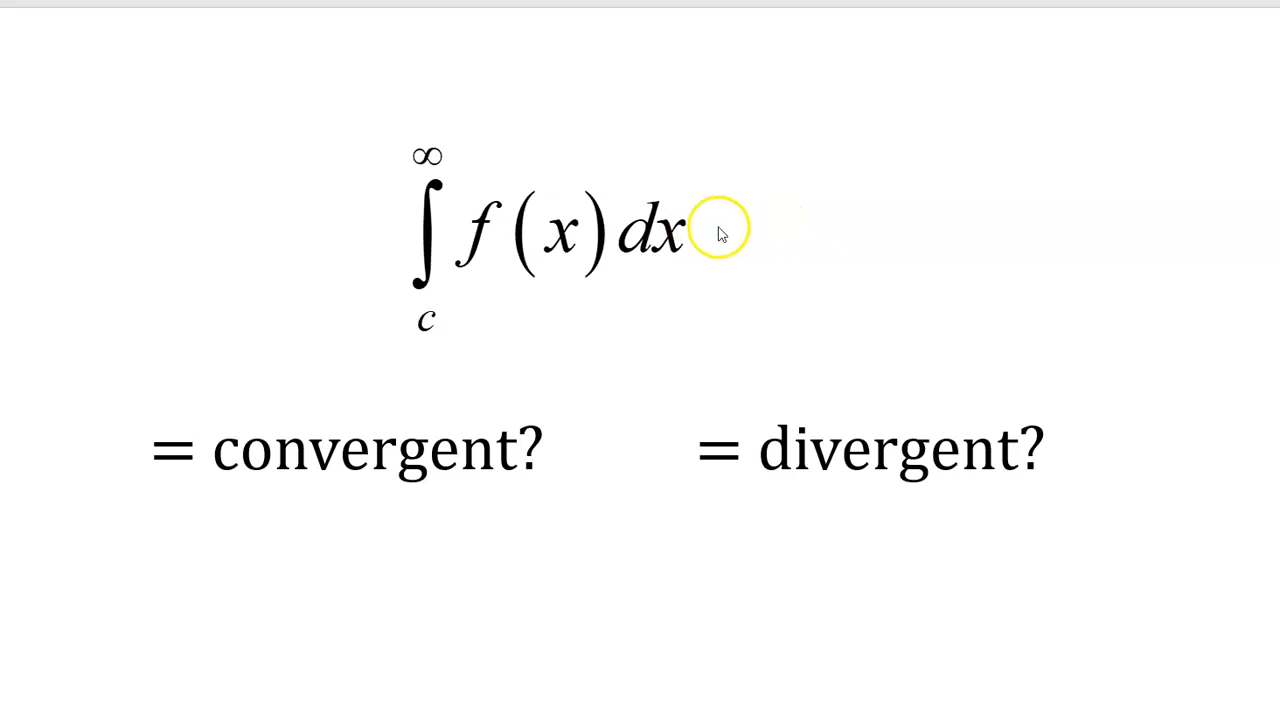 ∞
∫ f(x)dx
c
= convergent? = divergent?